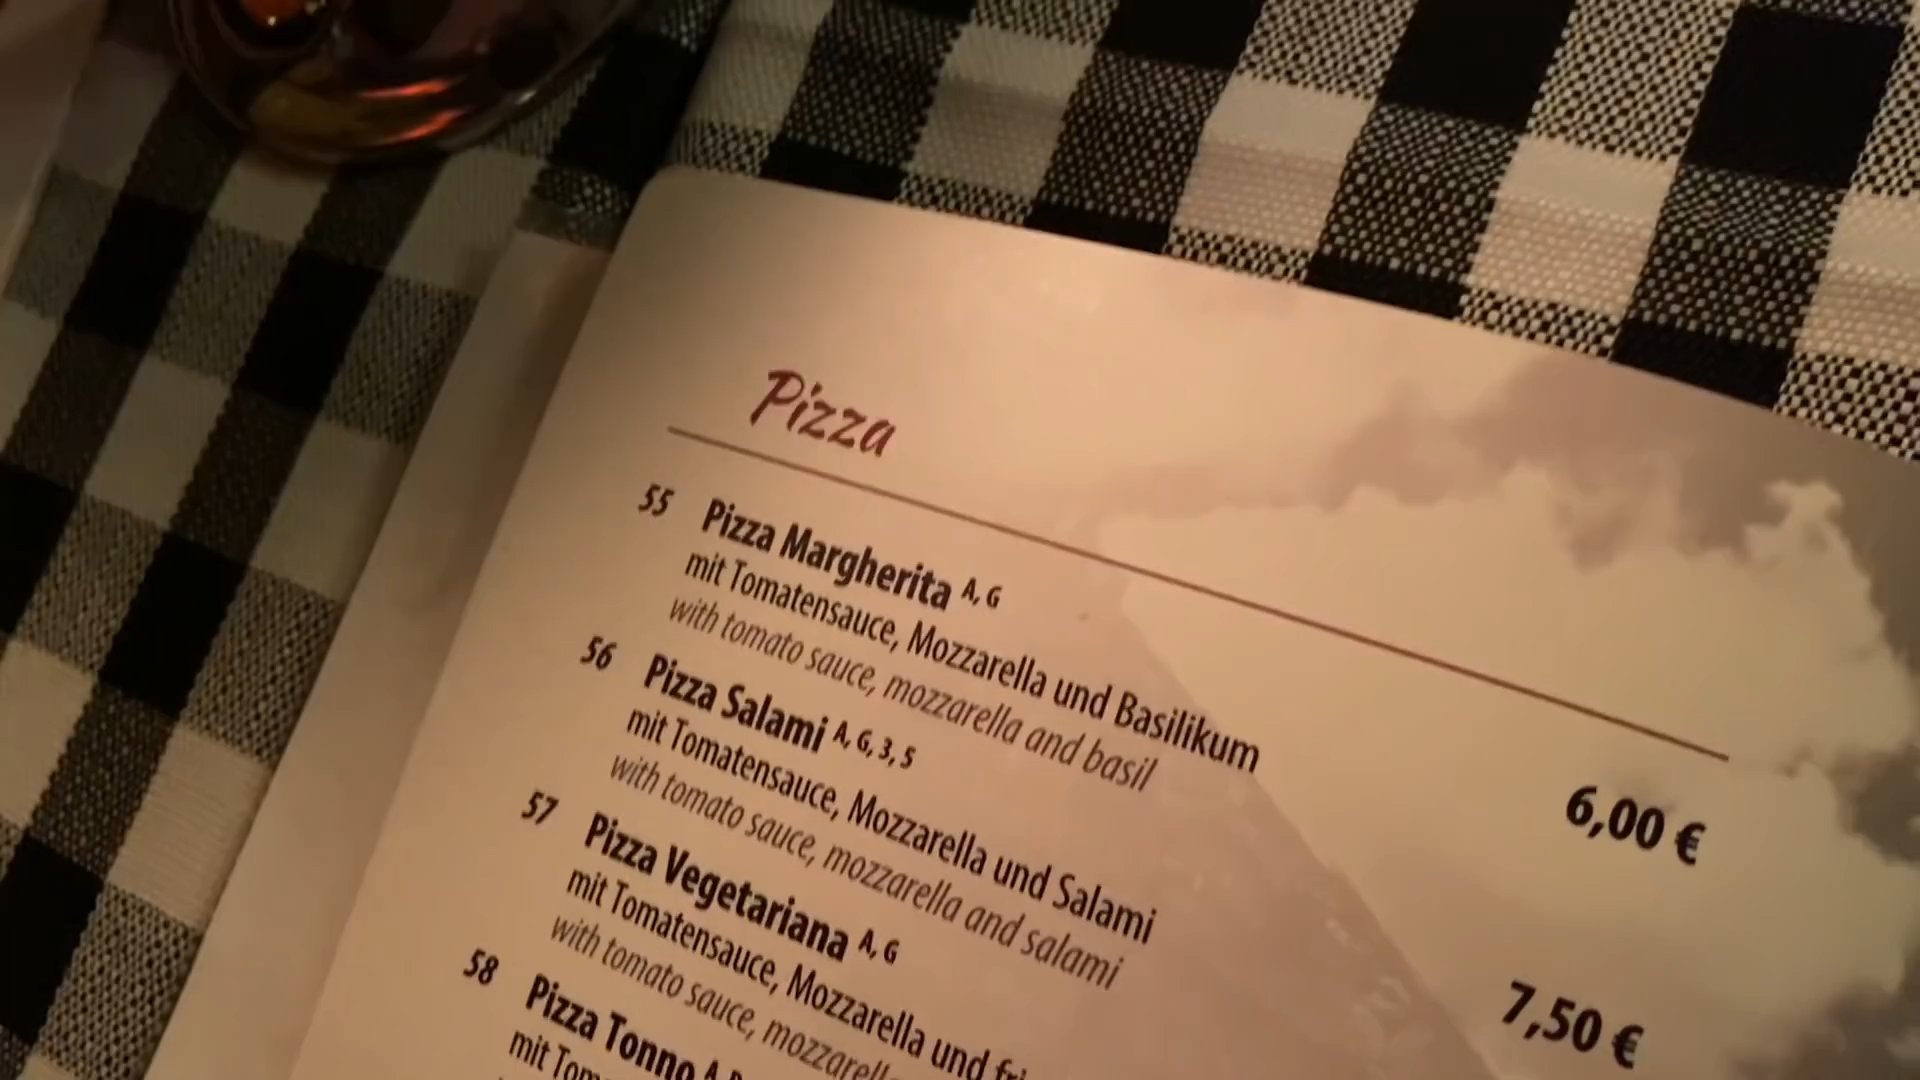 Pizza
55 Pizza Margherita A, G
mit Tomatensauce, Mozzarella und Basilikum
with tomato sauce, mozzarella and basil
6,00 €
56 Pizza Salami A, G, 3, 5
mit Tomatensauce, Mozzarella und Salami
with tomato sauce, mozzarella and salami
7,50 €
57 Pizza Vegetariana A, G
mit Tomatensauce, Mozzarella und
with tomato sauce,
58 Pizza Tonno A,
mit